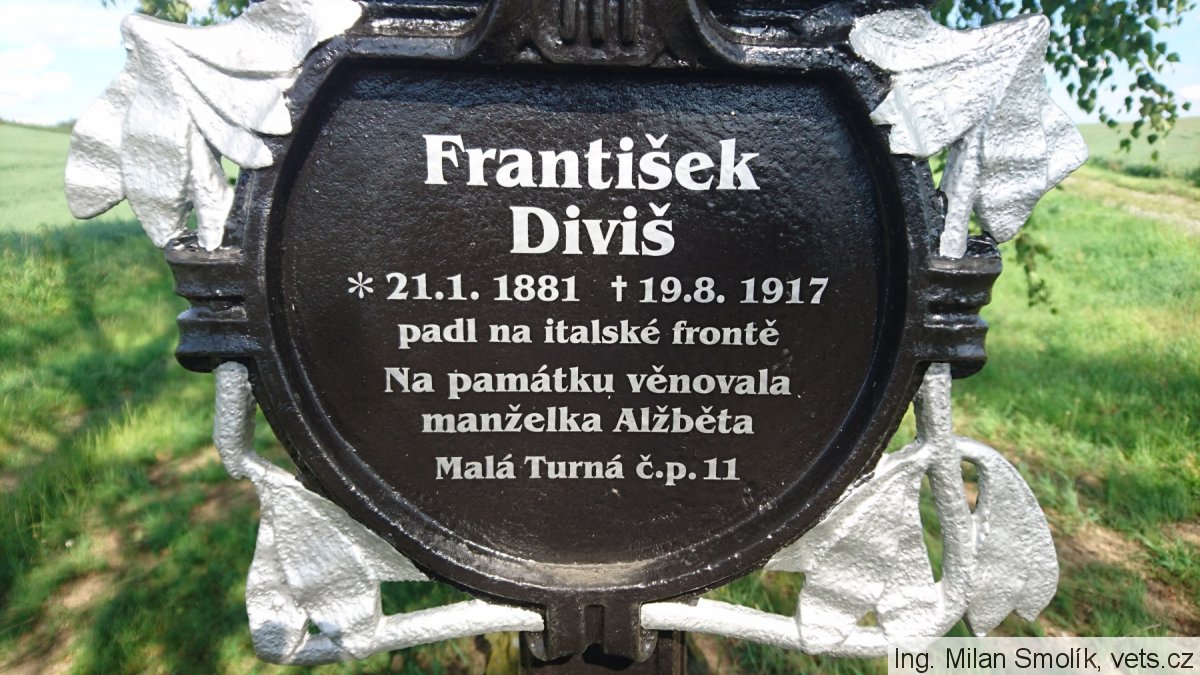 František
Diviš
* 21.1. 1881 † 19.8. 1917
padl na italské frontě
Na památku věnovala
manželka Alžběta
Malá Turná č.p. 11
Ing. Milan Smolík, vets.cz